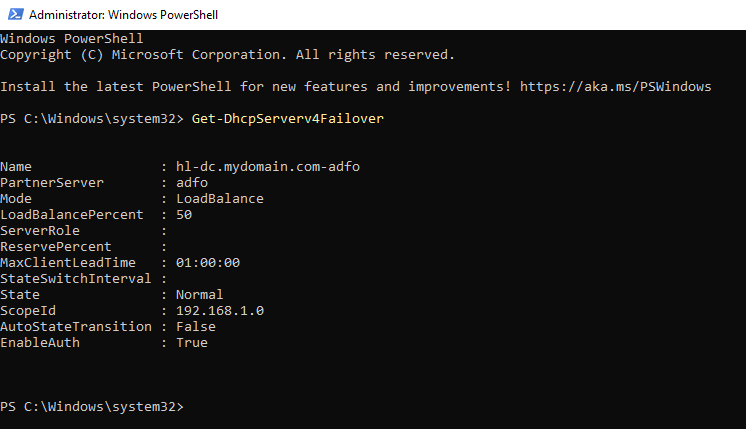 Administrator: Windows PowerShell
Windows PowerShell
Copyright (C) Microsoft Corporation. All rights reserved.
Install the latest PowerShell for new features and improvements! https://aka.ms/PSWindows
PS C:\Windows\system32> Get-DhcpServerv4Failover
Name                : hl-dc.mydomain.com-adfo
PartnerServer       : adfo
Mode                : LoadBalance
LoadBalancePercent  : 50
ServerRole          :
ReservePercent      :
MaxClientLeadTime   : 01:00:00
StateSwitchInterval :
State               : Normal
ScopeId             : 192.168.1.0
AutoStateTransition : False
EnableAuth          : True
PS C:\Windows\system32>